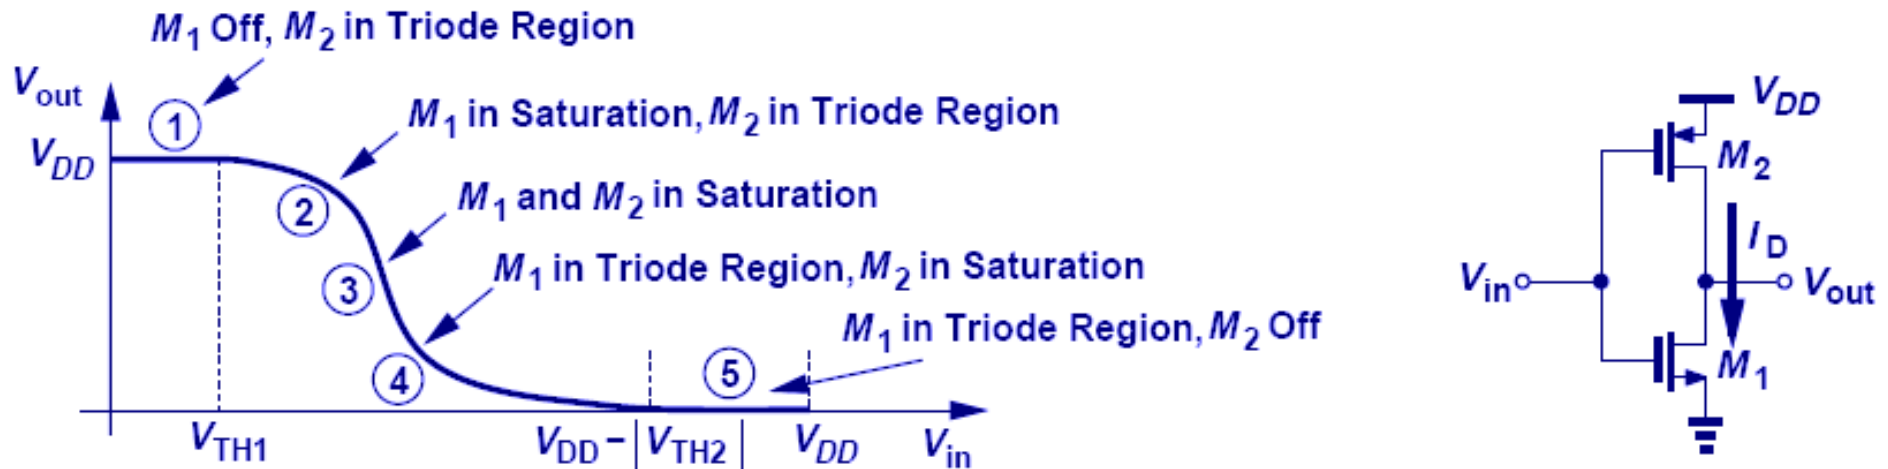 M1 Off, M2 in Triode Region
Vout
1
M1 in Saturation, M2 in Triode Region
VDD
2
M1 and M2 in Saturation
3
M1 in Triode Region, M2 in Saturation
4
M1 in Triode Region, M2 Off
5
VTH1
VDD − |VTH2|
VDD
Vin
VDD
M2
ID
Vin
Vout
M1